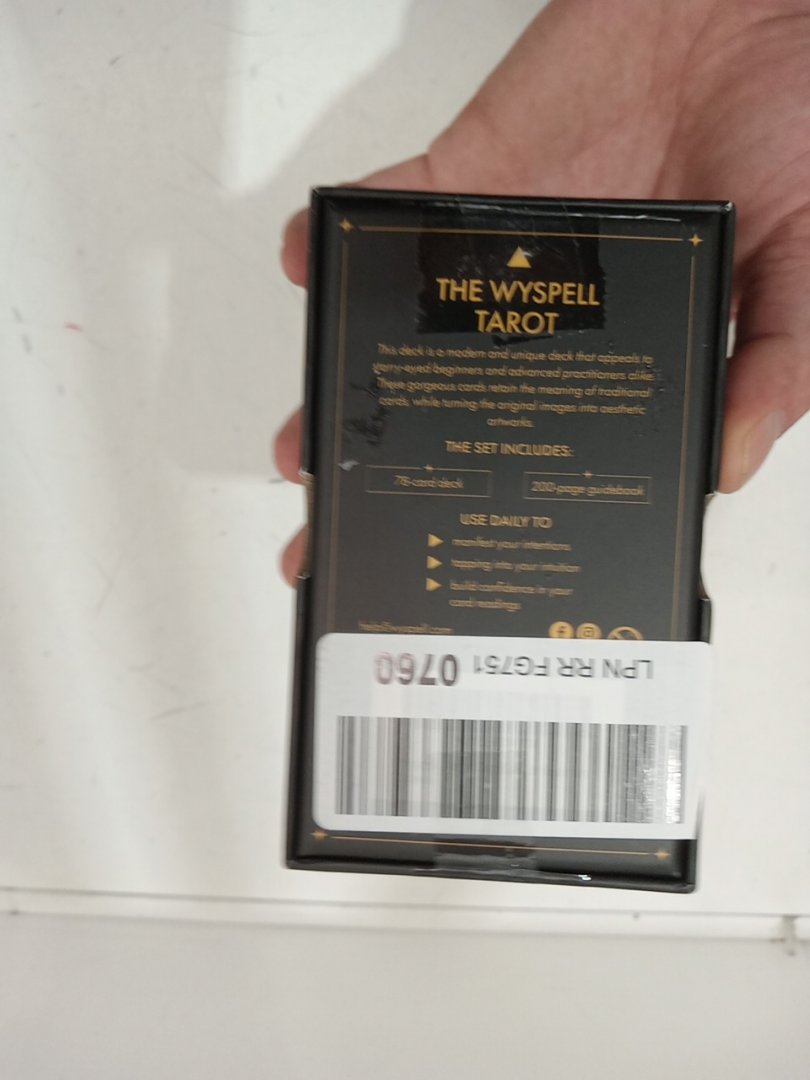 THE WYSPELL
TAROT
This deck is a modern and unique deck that appeals to
starry-eyed beginners and advanced practitioners alike.
These gorgeous cards retain the meaning of traditional
cards, while turning the original images into aesthetic
artworks.
THE SET INCLUDES:
78-card deck
200-page guidebook
USE DAILY TO
manifest your intentions
tapping into your intuition
build confidence in your
card readings
help@wyspell.com
LPN RR FG751 0760